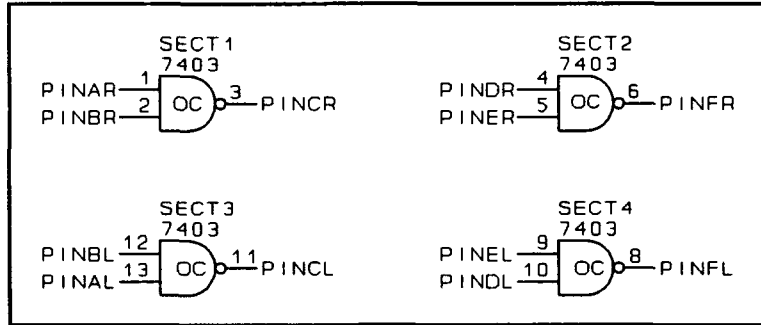 SECT1
7403
PINAR 1
PINBR 2
OC
3 PINCR
SECT2
7403
PINDR 4
PINER 5
OC
6 PINFR
SECT3
7403
PINBL 12
PINAL 13
OC
11 PINCL
SECT4
7403
PINEL 9
PINDL 10
OC
8 PINFL